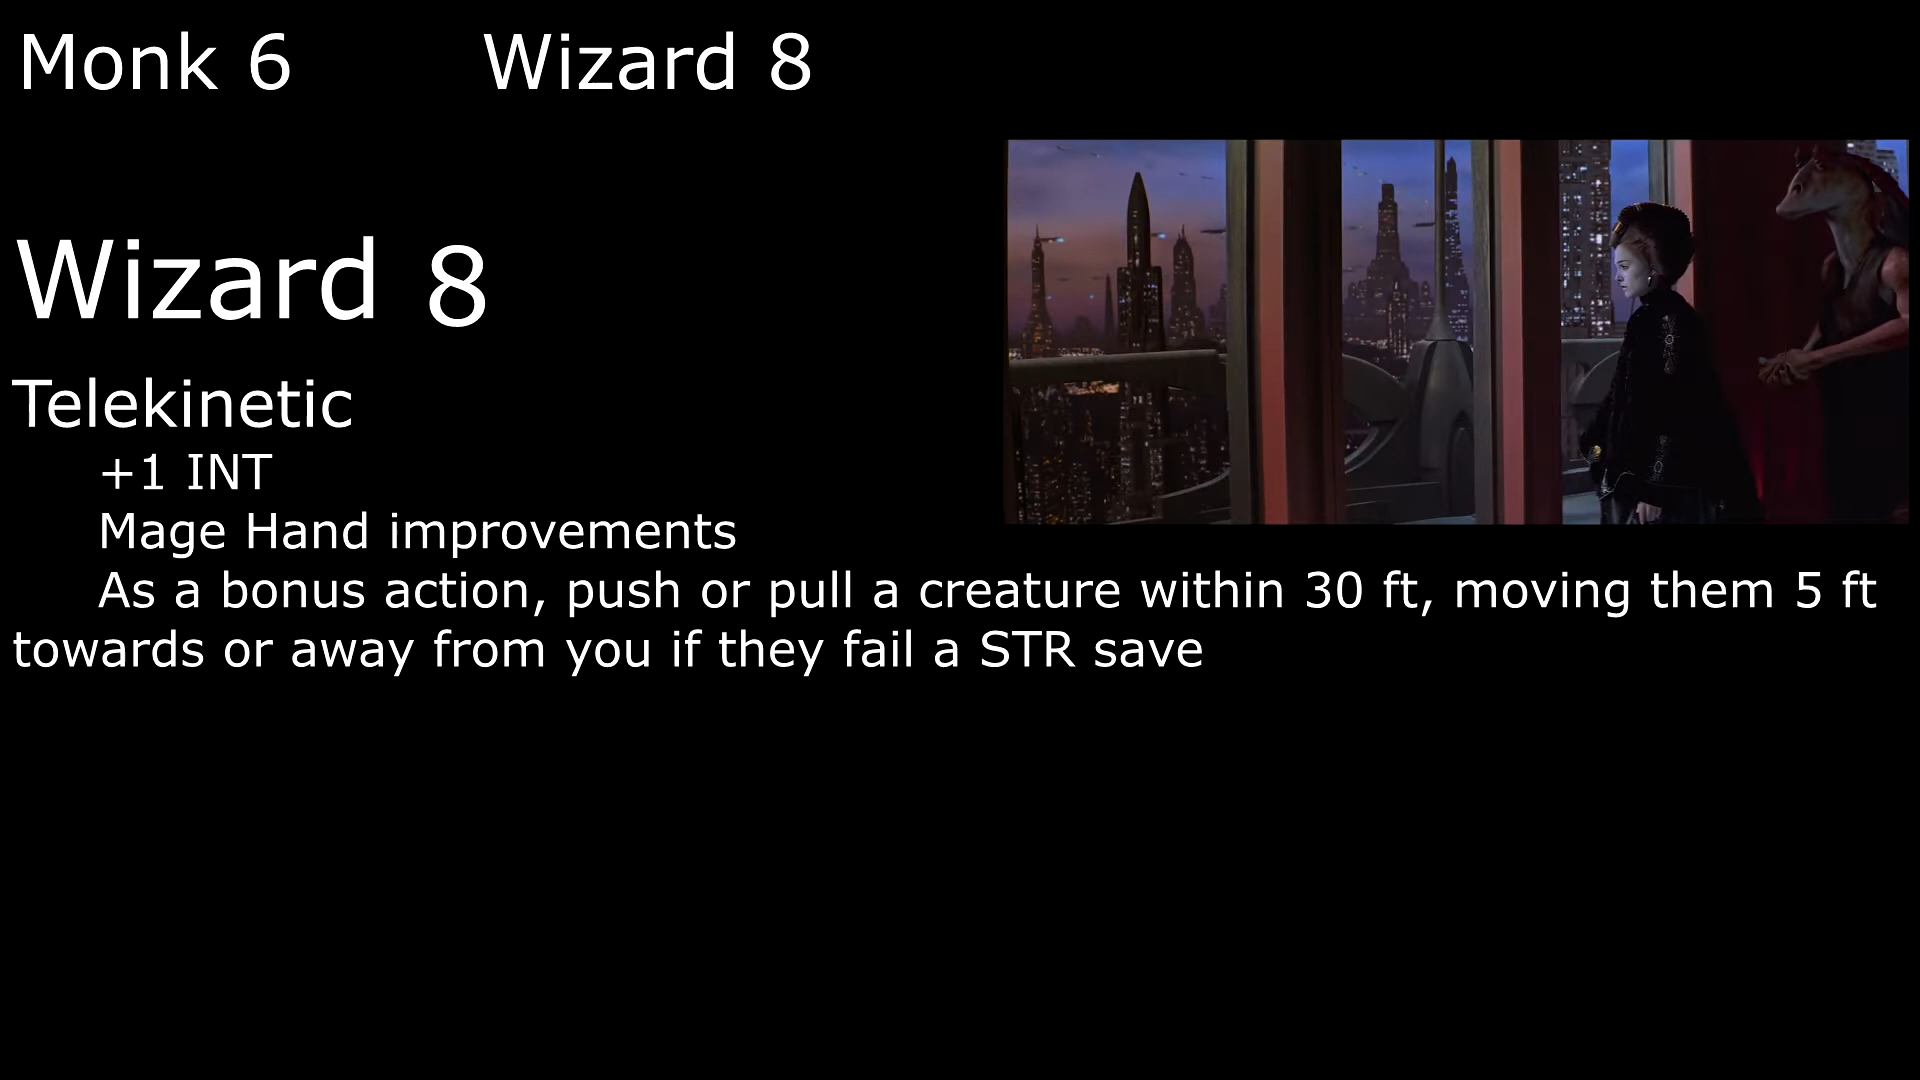 Monk 6 Wizard 8
Wizard 8
Telekinetic
+1 INT
Mage Hand improvements
As a bonus action, push or pull a creature within 30 ft, moving them 5 ft
towards or away from you if they fail a STR save